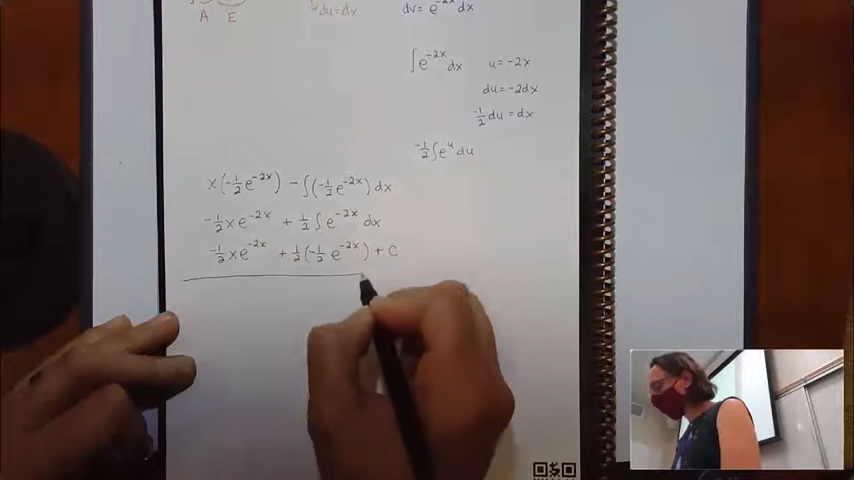 A E du=dx dv= e^-2x dx
∫e^-2x dx u=-2x
du=-2dx
-1/2 du =dx
-1/2 ∫e^u du
x(-1/2 e^-2x) -∫(-1/2 e^-2x)dx
-1/2 xe^-2x + 1/2 ∫e^-2x dx
-1/2 xe^-2x + 1/2(-1/2 e^-2x) + C